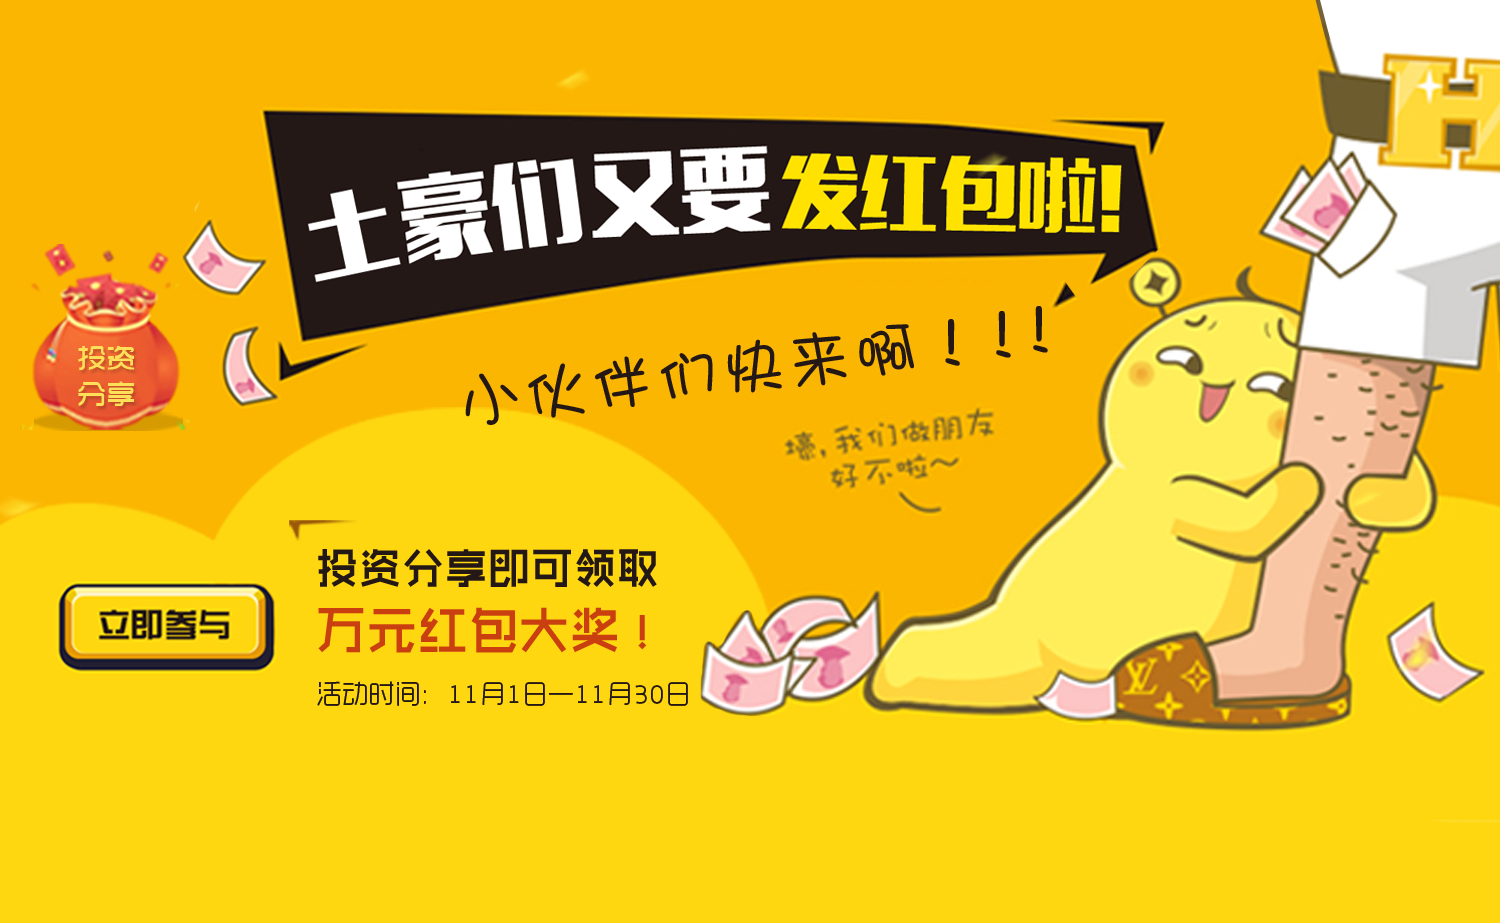 土豪们又要发红包啦!
小伙伴们快来啊!!!
投资
分享
壕,我们做朋友
好不啦~
投资分享即可领取
万元红包大奖!
立即参与
活动时间: 11月1日—11月30日
H
LV